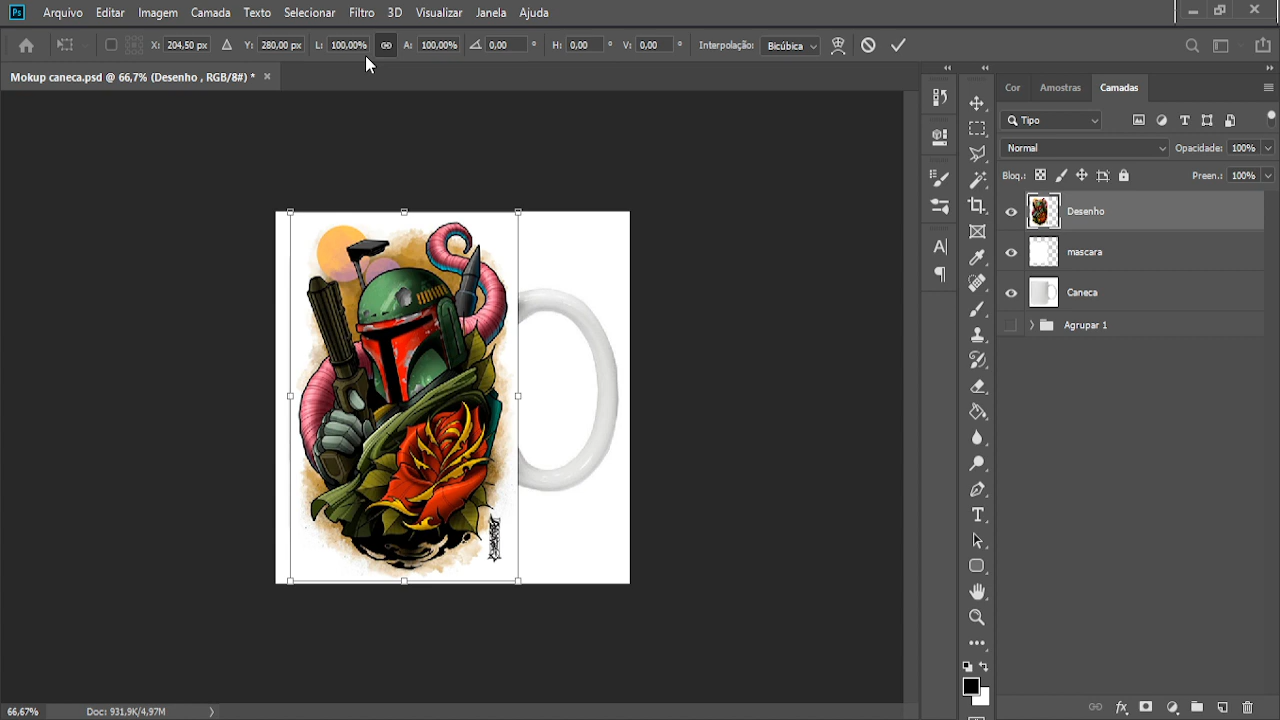 Ps Arquivo Editar Imagem Camada Texto Selecionar Filtro 3D Visualizar Janela Ajuda
X: 204,50 px Y: 280,00 px L: 100,00% A: 100,00% 0,00 ° H: 0,00 ° V: 0,00 ° Interpolação: Bicúbica
Mokup caneca.psd @ 66,7% (Desenho , RGB/8#) * ×
Cor Amostras Camadas
Tipo
Normal Opacidade: 100%
Bloq.: Preen.: 100%
Desenho
mascara
Caneca
Agrupar 1
66,67% Doc: 931,9K/4,97M